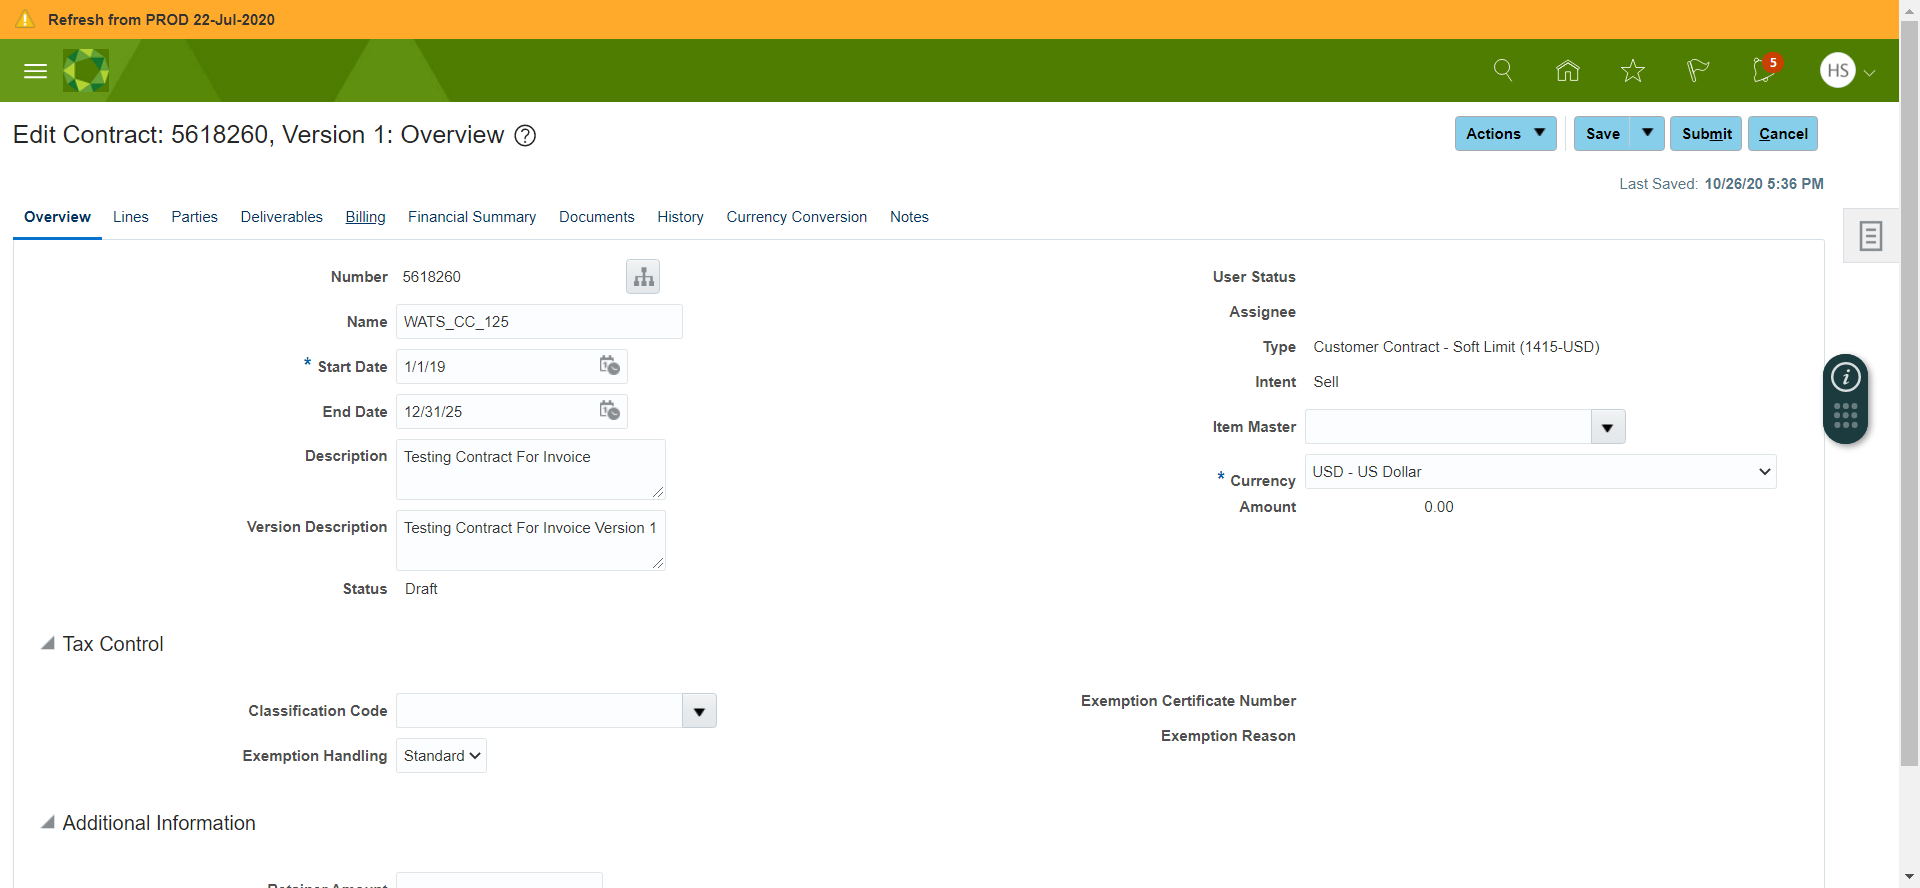 Refresh from PROD 22-Jul-2020
5
HS
Edit Contract: 5618260, Version 1: Overview
Actions
Save
Submit
Cancel
Last Saved: 10/26/20 5:36 PM
Overview
Lines
Parties
Deliverables
Billing
Financial Summary
Documents
History
Currency Conversion
Notes
Number 5618260
Name WATS_CC_125
* Start Date 1/1/19
End Date 12/31/25
Description Testing Contract For Invoice
Version Description Testing Contract For Invoice Version 1
Status Draft
User Status
Assignee
Type Customer Contract - Soft Limit (1415-USD)
Intent Sell
Item Master
* Currency USD - US Dollar
Amount 0.00
Tax Control
Classification Code
Exemption Handling Standard
Exemption Certificate Number
Exemption Reason
Additional Information
Retainer Amount